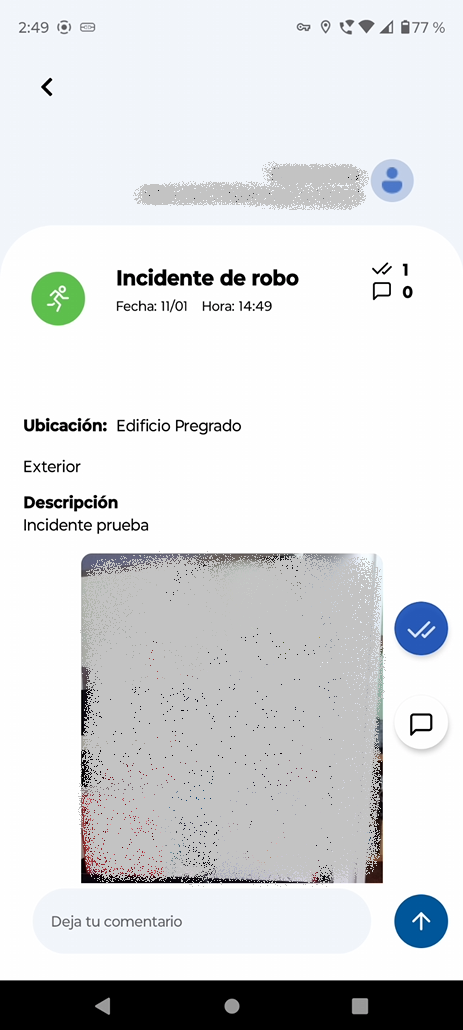 2:49 77 %
Incidente de robo
Fecha: 11/01 Hora: 14:49
1
0
Ubicación: Edificio Pregrado
Exterior
Descripción
Incidente prueba
Deja tu comentario